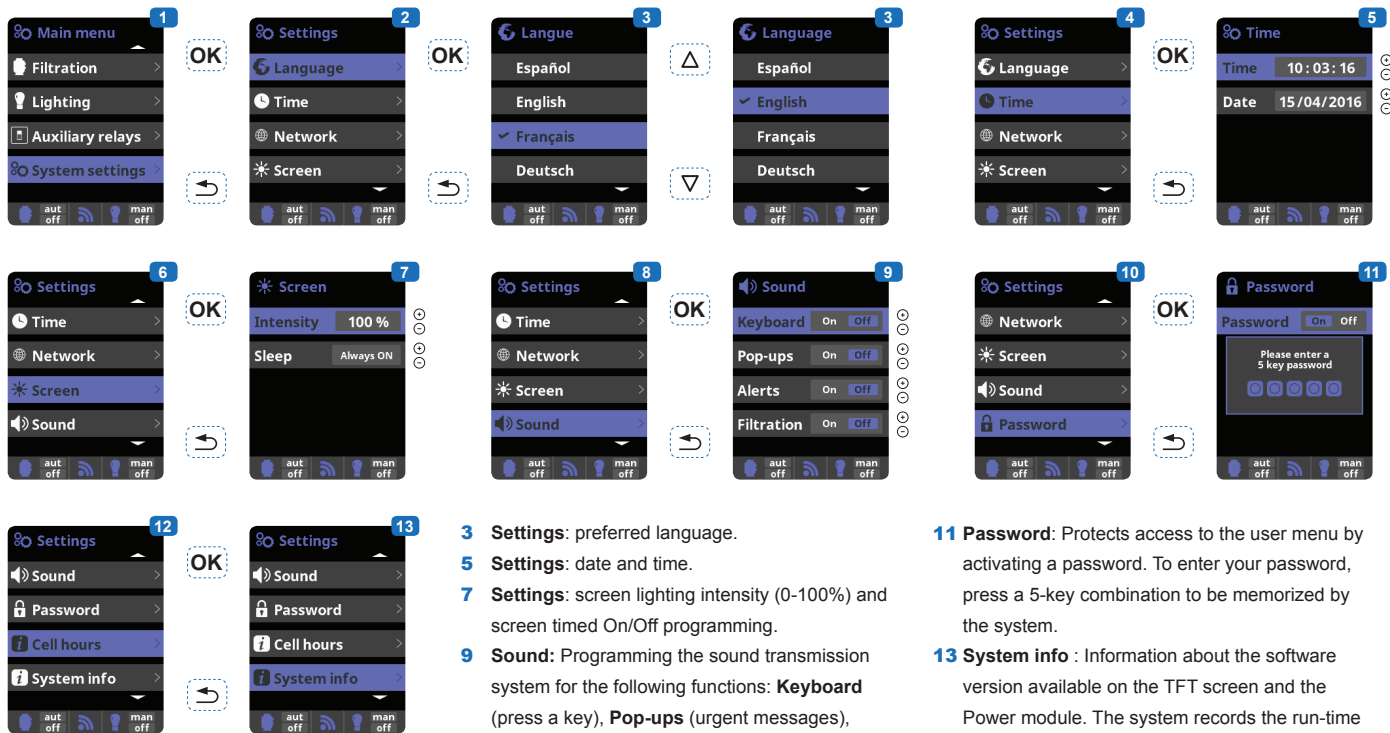 1
Main menu
Filtration
Lighting
Auxiliary relays
System settings
aut off man off
OK
2
Settings
Language
Time
Network
Screen
aut off man off
OK
3
Langue
Español
English
Français
Deutsch
aut off man off
3
Language
Español
English
Français
Deutsch
aut off man off
4
Settings
Language
Time
Network
Screen
aut off man off
OK
5
Time
Time 10:03:16
Date 15/04/2016
aut off man off
6
Settings
Time
Network
Screen
Sound
aut off man off
OK
7
Screen
Intensity 100 %
Sleep Always ON
aut off man off
8
Settings
Time
Network
Screen
Sound
aut off man off
OK
9
Sound
Keyboard On Off
Pop-ups On Off
Alerts On Off
Filtration On Off
aut off man off
10
Settings
Network
Screen
Sound
Password
aut off man off
OK
11
Password
Password On Off
Please enter a
5 key password
aut off man off
12
Settings
Sound
Password
Cell hours
System info
aut off man off
OK
13
Settings
Sound
Password
Cell hours
System info
aut off man off
3 Settings: preferred language.
5 Settings: date and time.
7 Settings: screen lighting intensity (0-100%) and
screen timed On/Off programming.
9 Sound: Programming the sound transmission
system for the following functions: Keyboard
(press a key), Pop-ups (urgent messages),
11 Password: Protects access to the user menu by
activating a password. To enter your password,
press a 5-key combination to be memorized by
the system.
13 System info : Information about the software
version available on the TFT screen and the
Power module. The system records the run-time